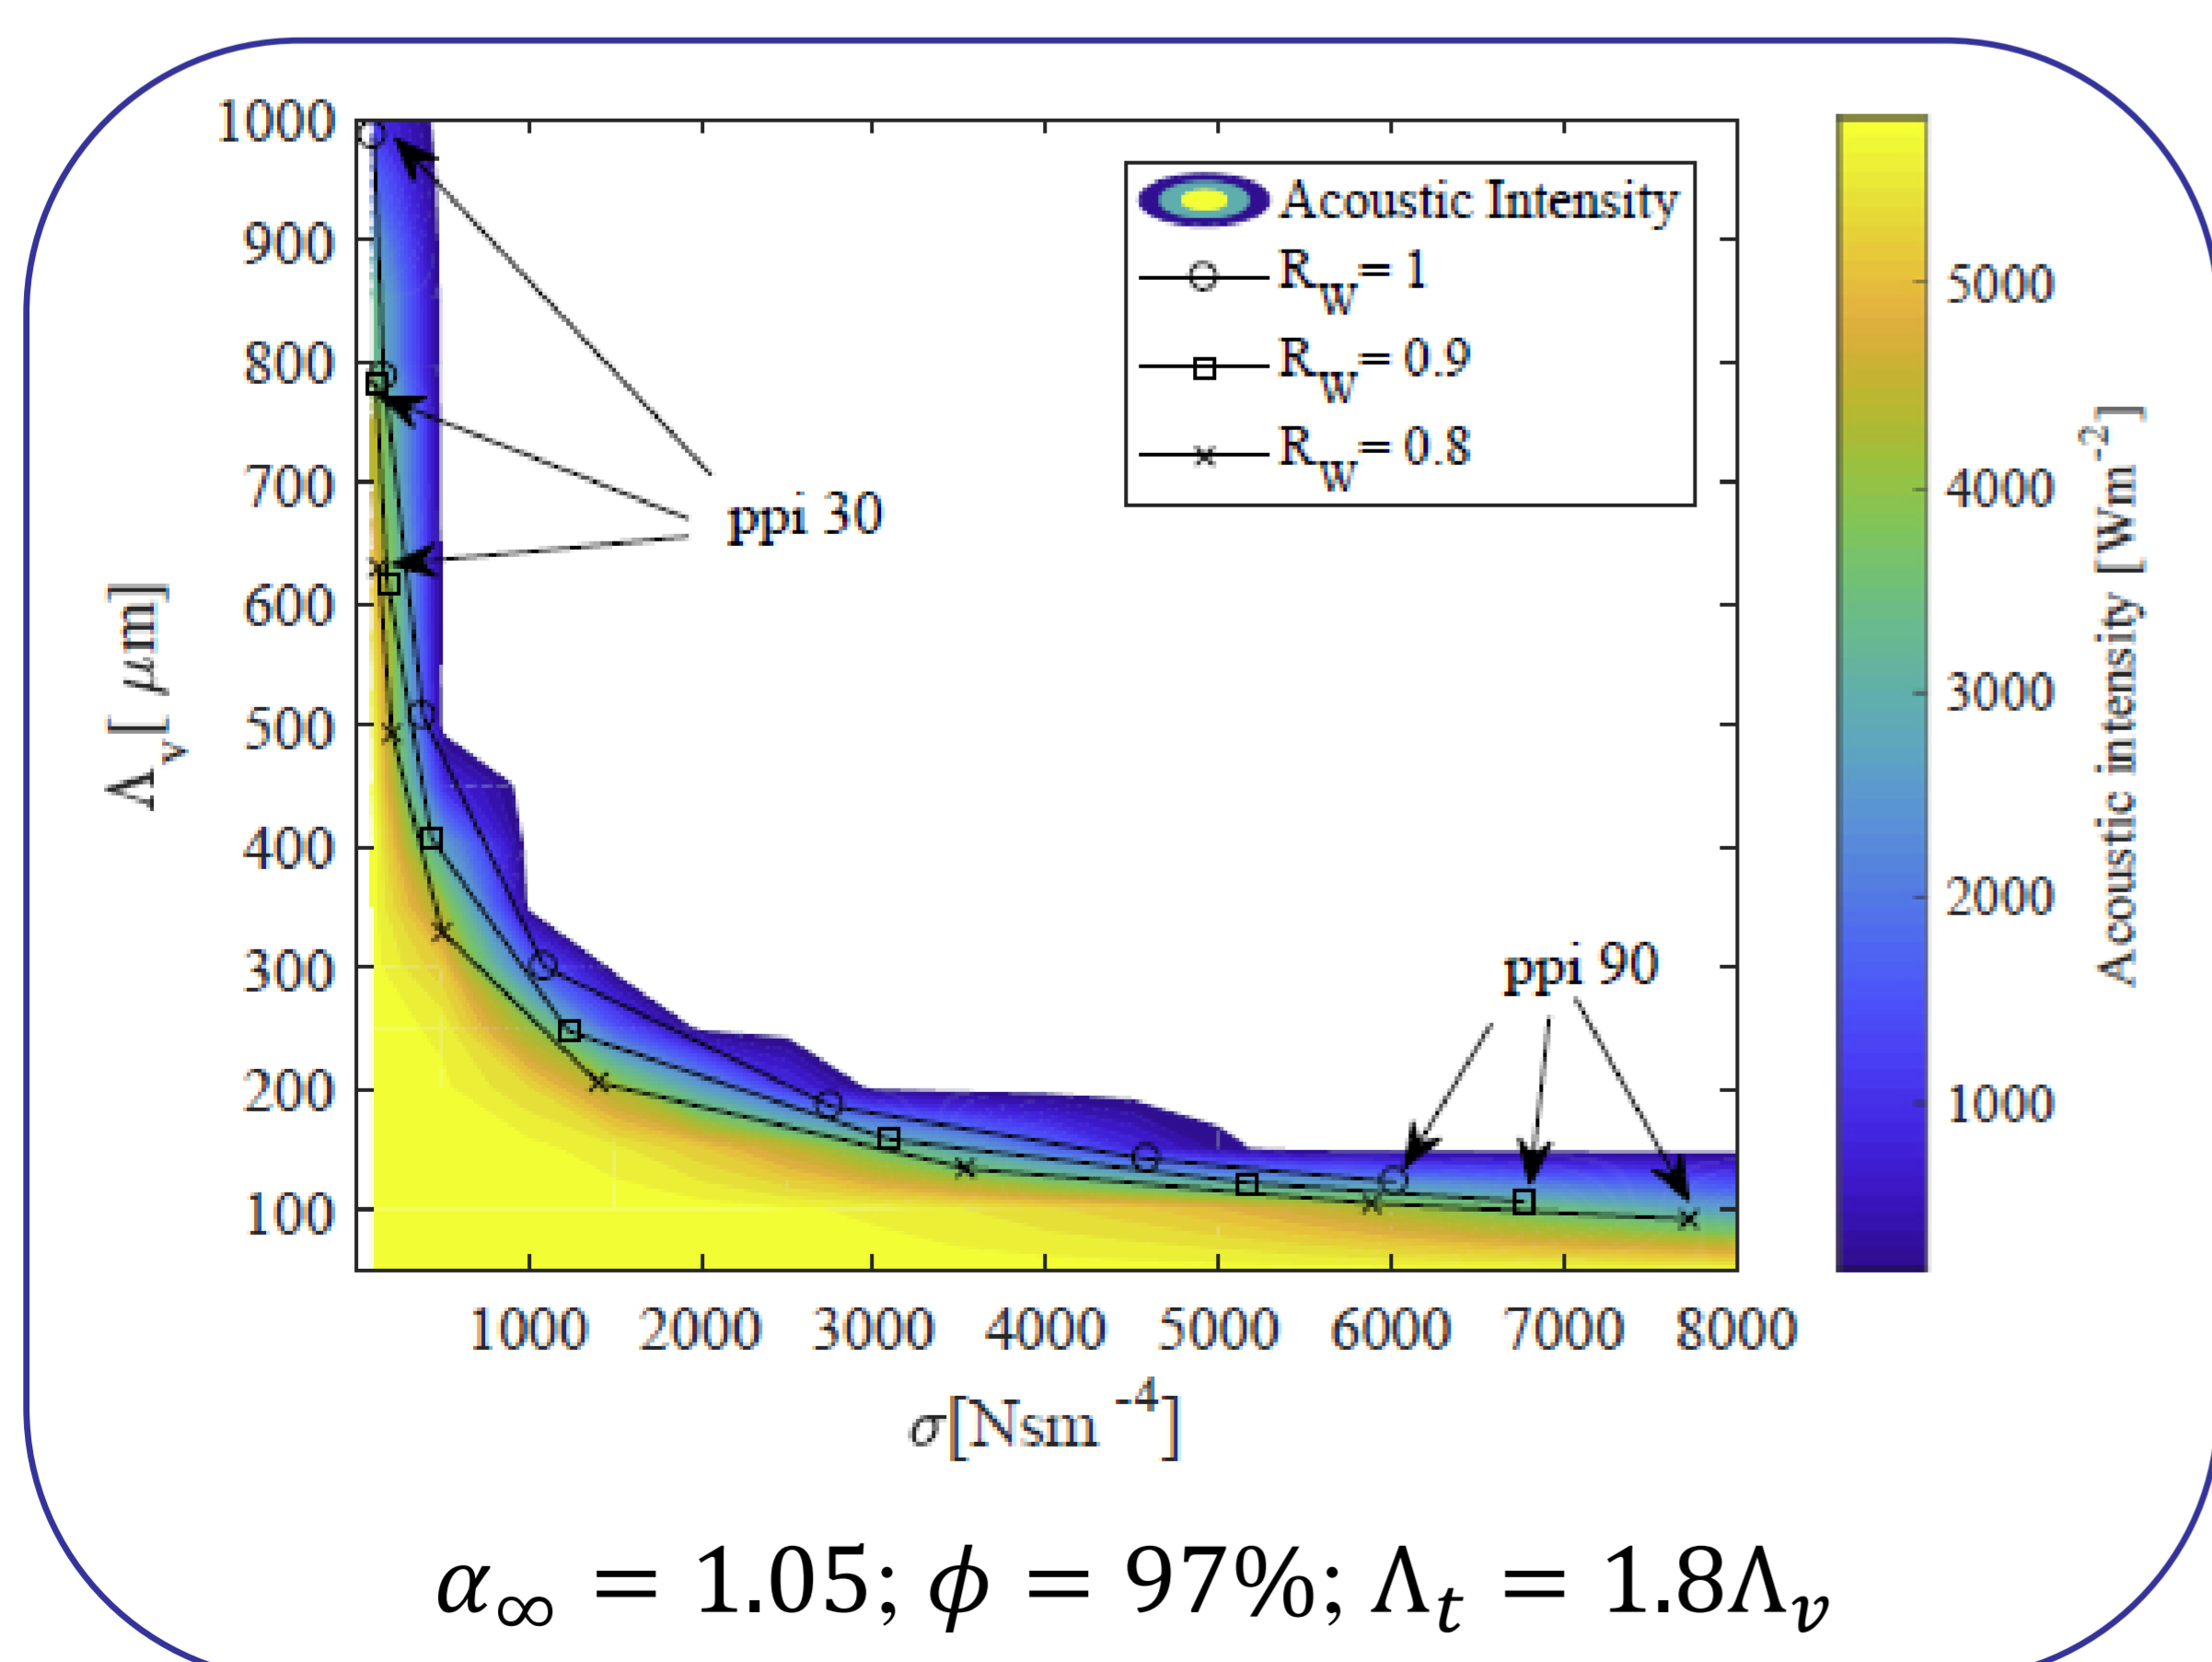 1000
900
800
700
600
500
400
300
200
100
Λv[ μm]
1000 2000 3000 4000 5000 6000 7000 8000
σ[Nsm -4]
Acoustic Intensity
RW= 1
RW= 0.9
RW= 0.8
ppi 30
ppi 90
5000
4000
3000
2000
1000
Acoustic intensity [Wm-2]
α∞ = 1.05; ϕ = 97%; Λt = 1.8Λv